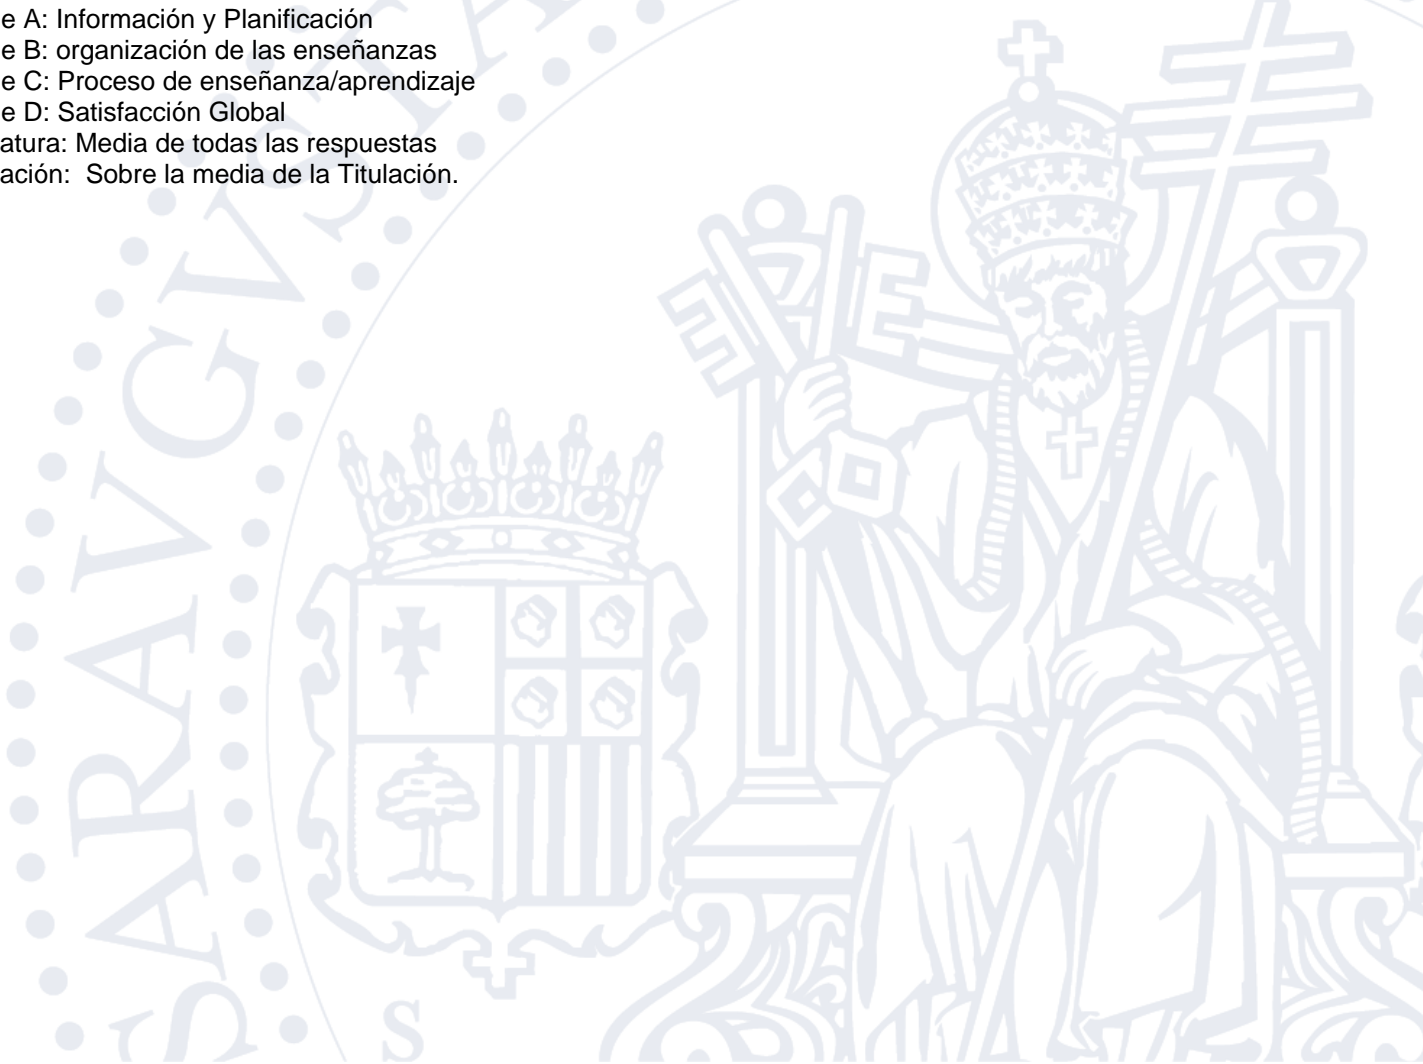 e A: Información y Planificación
e B: organización de las enseñanzas
e C: Proceso de enseñanza/aprendizaje
e D: Satisfacción Global
atura: Media de todas las respuestas
ación:  Sobre la media de la Titulación.
SARAVGVSTA
S